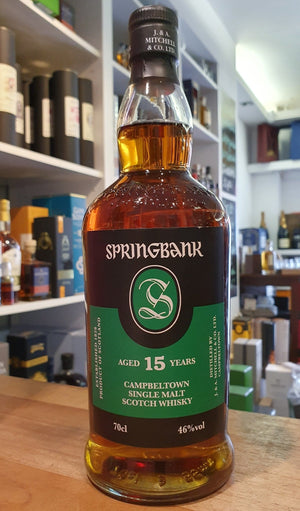 J. & A.
MITCHELL
& CO. LTD.
SPRINGBANK
S
AGED 15 YEARS
CAMPBELTOWN
SINGLE MALT
SCOTCH WHISKY
70cl 46%vol
ESTABLISHED 1828
PRODUCT OF SCOTLAND
DISTILLED BY
J. & A. MITCHELL & CO. LTD.
CAMPBELTOWN